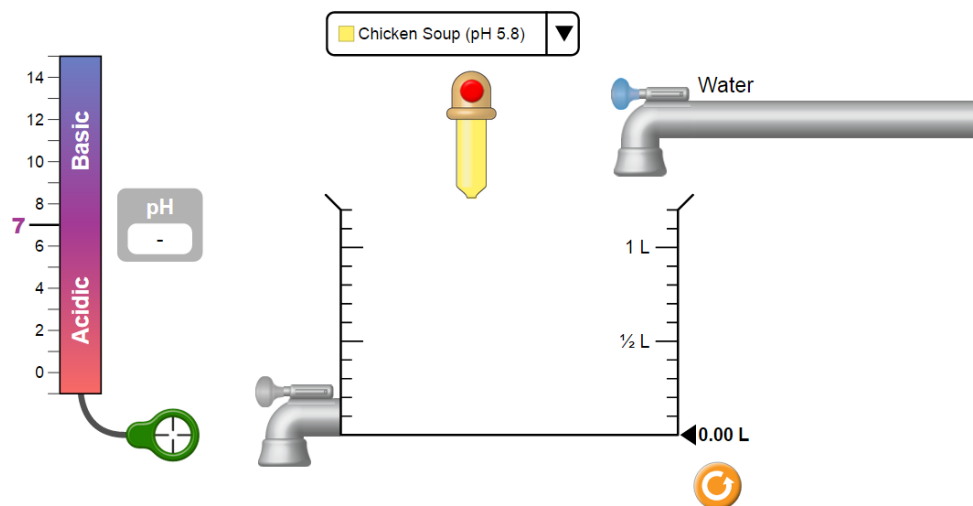 Chicken Soup (pH 5.8)
Water
14
12
10
8
7
6
4
2
0
Basic
Acidic
pH
-
1 L
½ L
0.00 L